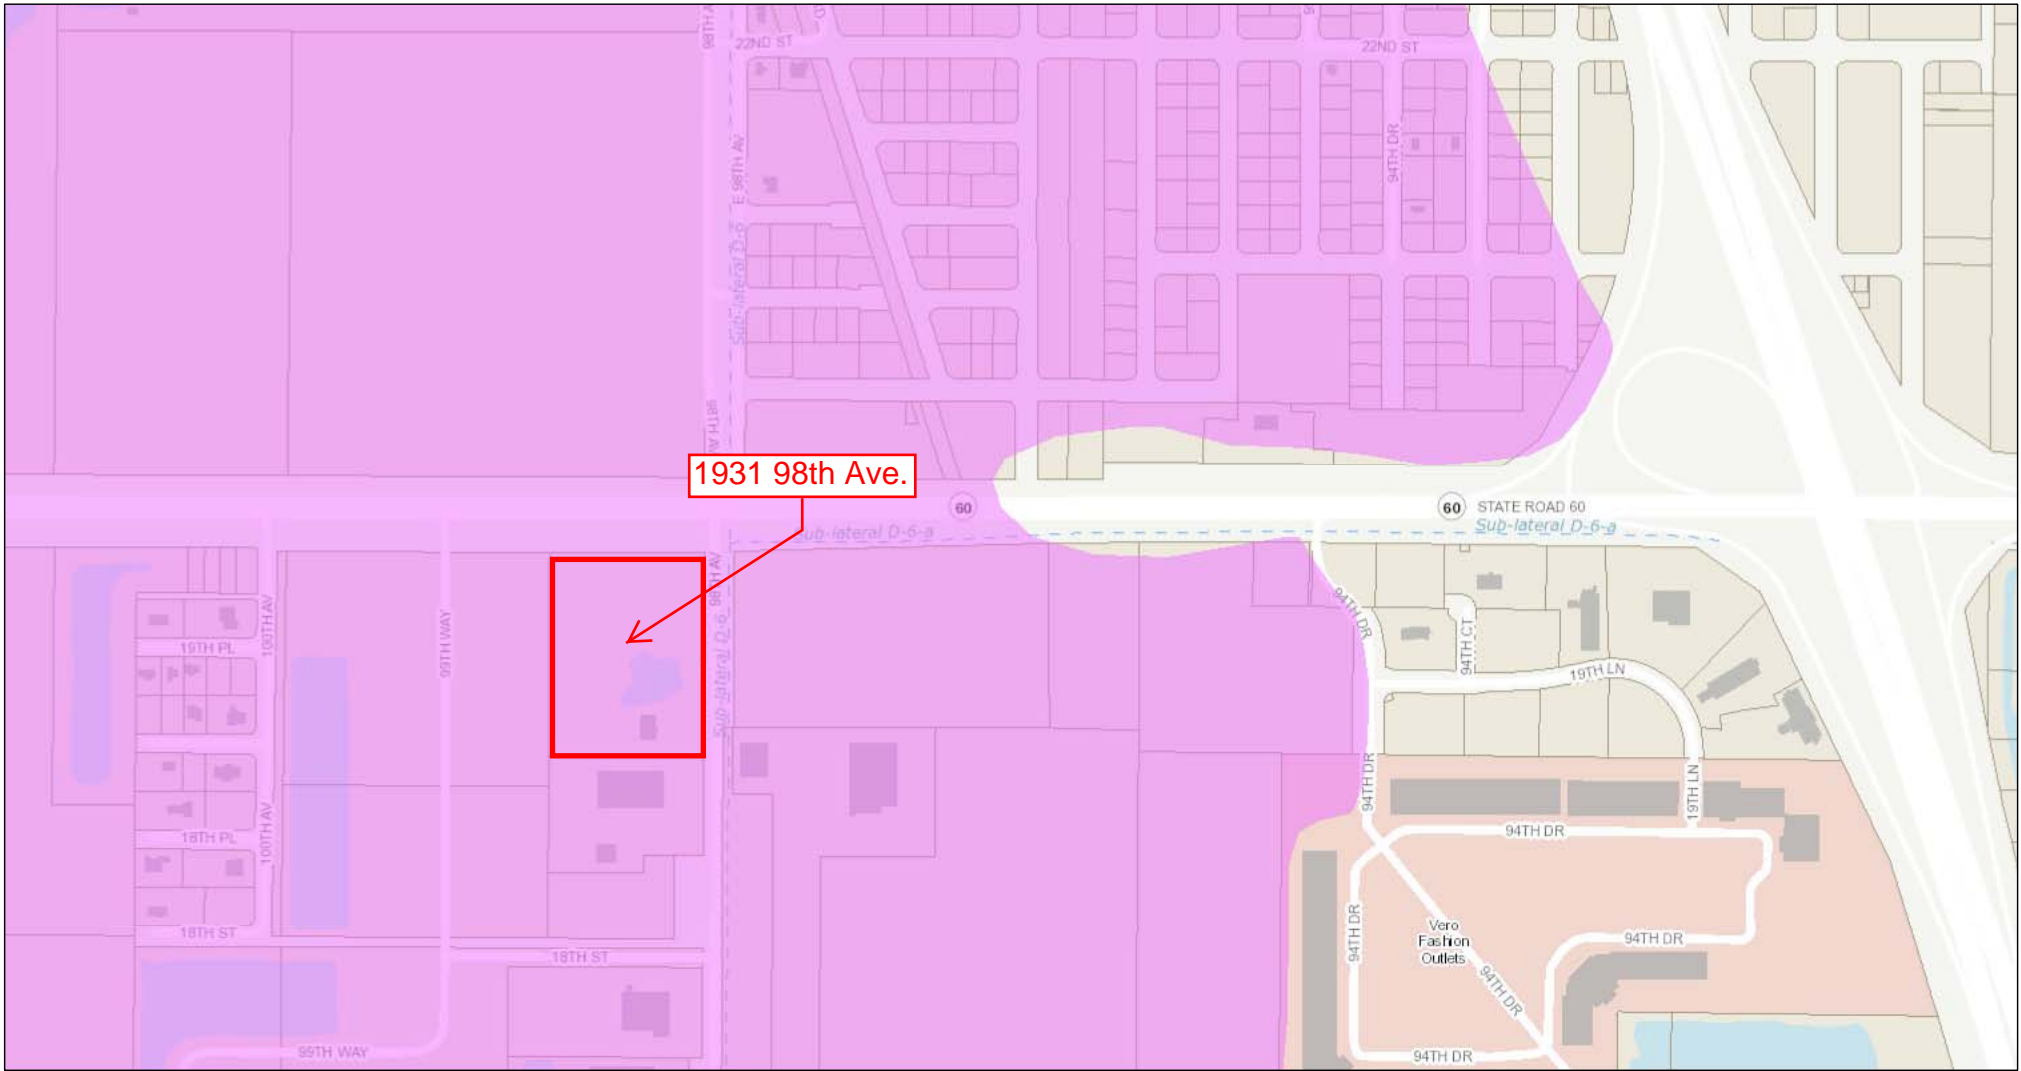 98TH A
22ND ST
22ND ST
E 98TH AV
Sub-lateral D-6
94TH DR
98TH AV
1931 98th Ave.
60
60
STATE ROAD 60
Sub-lateral D-6-a
Sub-lateral D-6-a
98TH AV
100TH AV
99TH WAY
19TH PL
94TH DR
94TH CT
19TH LN
Sub-lateral D-6
94TH DR
19TH LN
18TH PL
100TH AV
94TH DR
94TH DR
Vero
Fashion
Outlets
94TH DR
18TH ST
18TH ST
94TH DR
99TH WAY
94TH DR